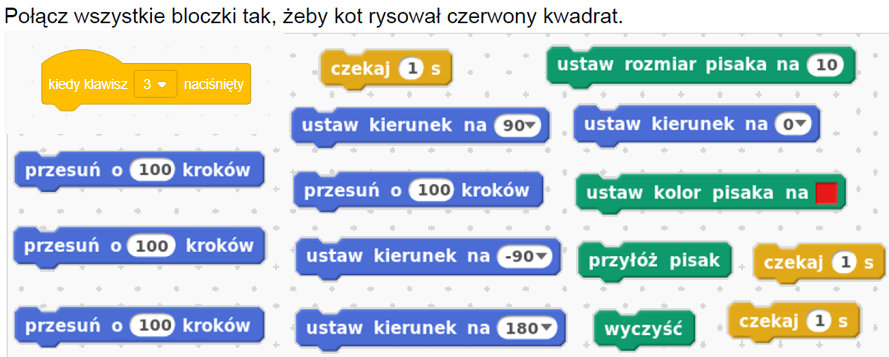 Połącz wszystkie bloczki tak, żeby kot rysował czerwony kwadrat.
kiedy klawisz 3 naciśnięty
czekaj 1 s
ustaw rozmiar pisaka na 10
ustaw kierunek na 90
ustaw kierunek na 0
przesuń o 100 kroków
przesuń o 100 kroków
ustaw kolor pisaka na
przesuń o 100 kroków
ustaw kierunek na -90
przyłóż pisak
czekaj 1 s
przesuń o 100 kroków
ustaw kierunek na 180
wyczyść
czekaj 1 s